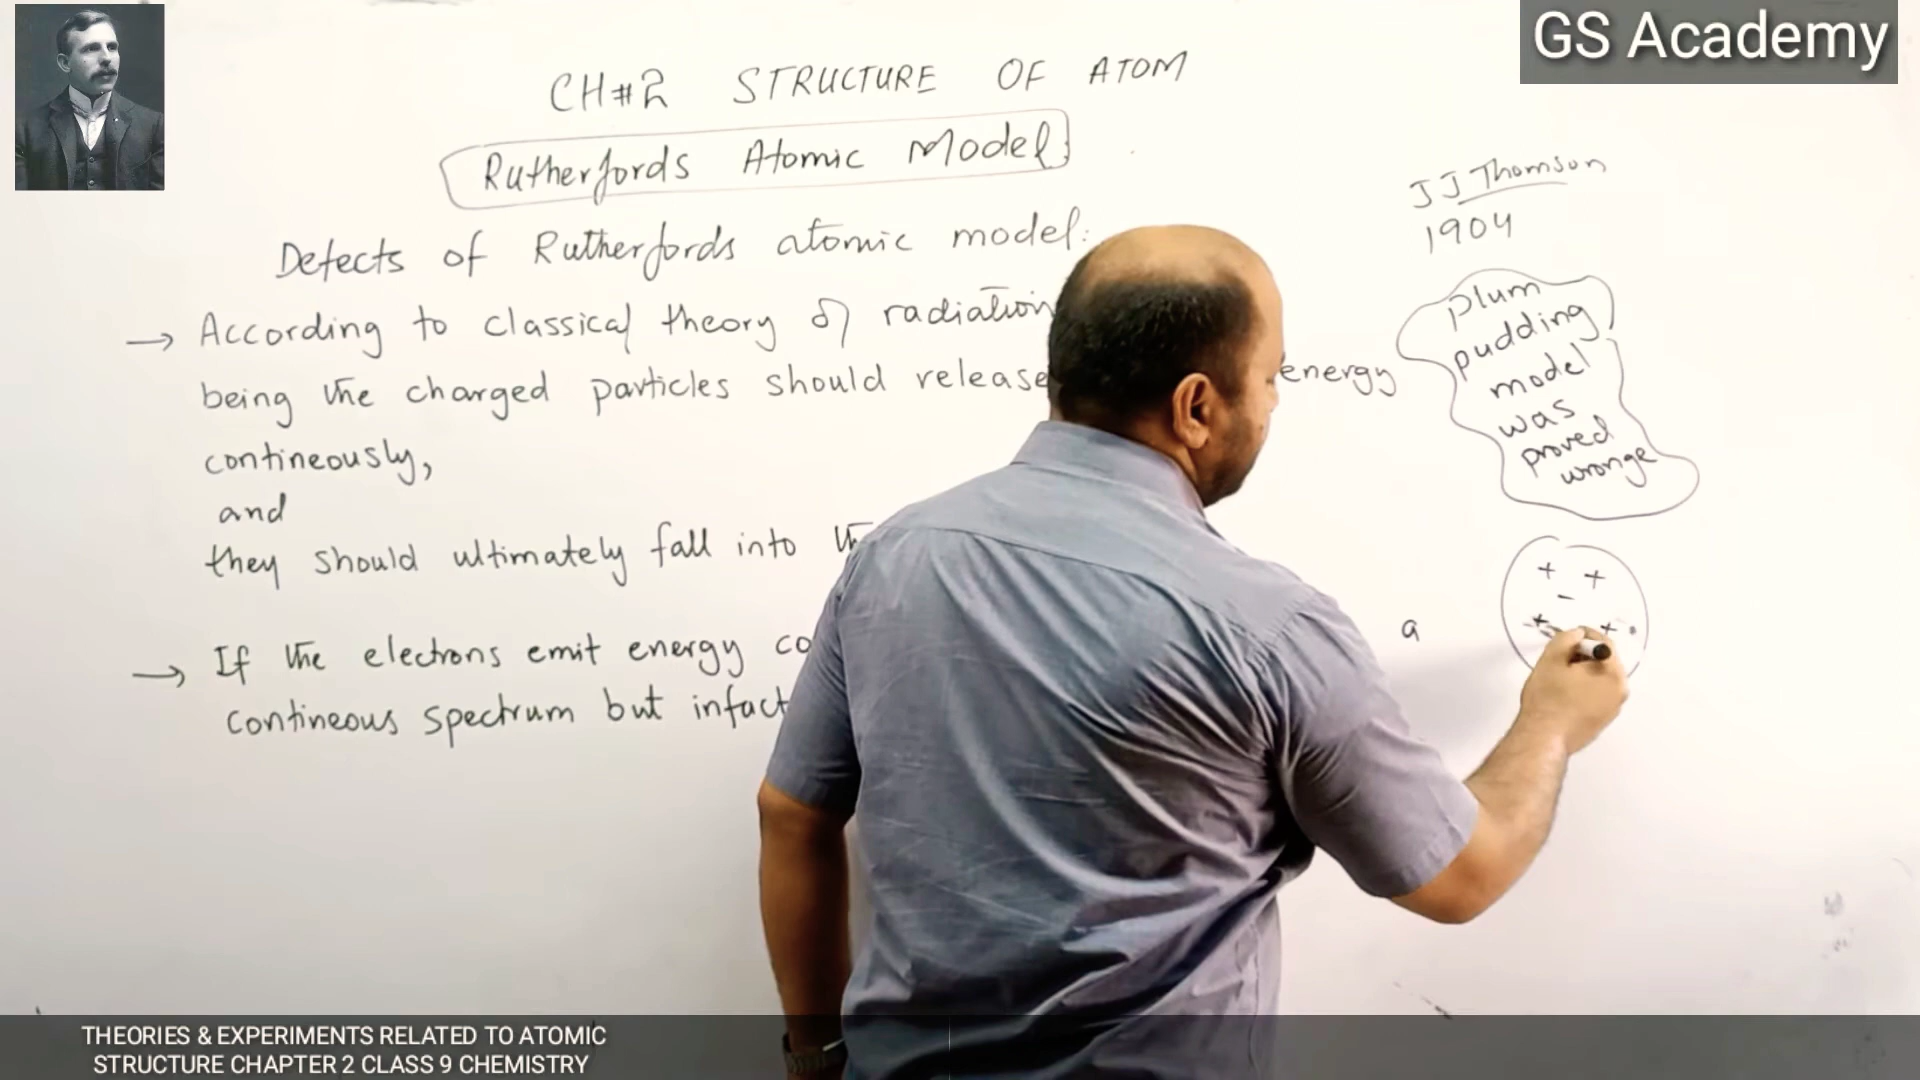 GS Academy
CH#2 STRUCTURE OF ATOM
Rutherfords Atomic Model
Defects of Rutherfords atomic model:
→ According to classical theory of radiation
being the charged particles should release energy
contineously,
and
they should ultimately fall into
→ If the electrons emit energy
contineous spectrum but infact
a
JJ Thomson
1904
plum
pudding
model
was
proved
wronge
+ +
-
+ +
THEORIES & EXPERIMENTS RELATED TO ATOMIC
STRUCTURE CHAPTER 2 CLASS 9 CHEMISTRY